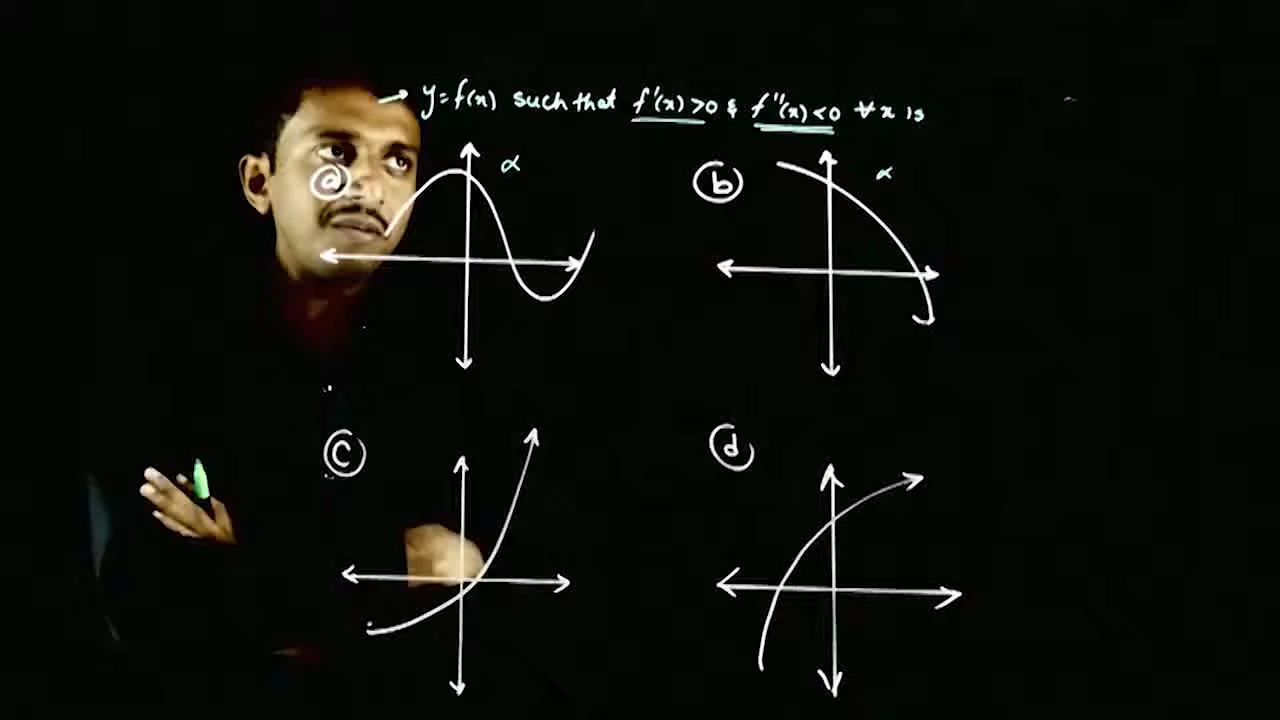 → y=f(x) such that f'(x) >0 & f''(x) <0 ∀ x is
ⓐ α
ⓑ α
ⓒ
ⓓ